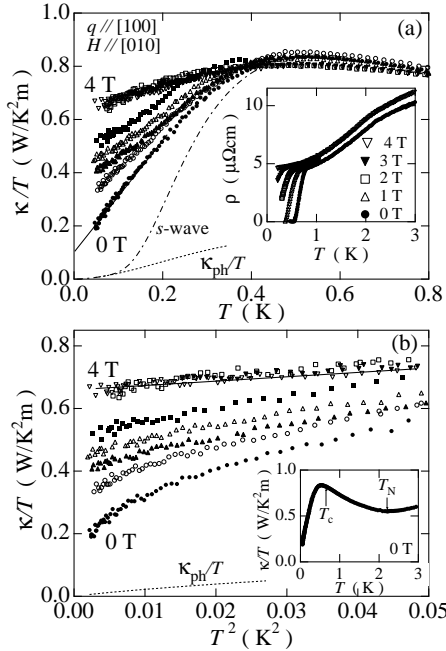 q // [100]
H // [010]
(a)
4 T
0 T
s-wave
κph/T
κ/T ( W/K²m )
1.0
0.8
0.6
0.4
0.2
0.0
0.0 0.2 0.4 0.6 0.8
T ( K )
ρ ( μΩcm )
10
5
0
0 1 2 3
T ( K )
▽ 4 T
▼ 3 T
□ 2 T
△ 1 T
● 0 T
(b)
4 T
0 T
κph/T
κ/T ( W/K²m )
0.8
0.6
0.4
0.2
0.0
0.00 0.01 0.02 0.03 0.04 0.05
T² ( K² )
κ/T ( W/K²m )
1.0
0.5
0.0
0 1 2 3
T ( K )
Tc
TN
0 T